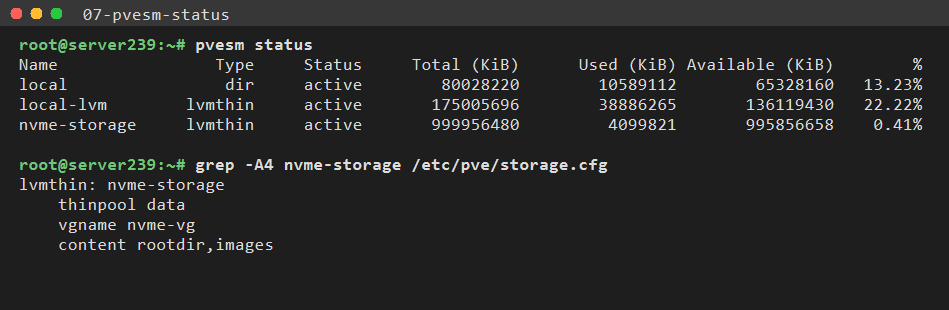 07-pvesm-status
root@server239:~# pvesm status
Name                Type     Status     Total (KiB)      Used (KiB) Available (KiB)        %
local                dir     active        80028220        10589112        65328160   13.23%
local-lvm        lvmthin     active       175005696        38886265       136119430   22.22%
nvme-storage     lvmthin     active       999956480         4099821       995856658    0.41%
root@server239:~# grep -A4 nvme-storage /etc/pve/storage.cfg
lvmthin: nvme-storage
    thinpool data
    vgname nvme-vg
    content rootdir,images